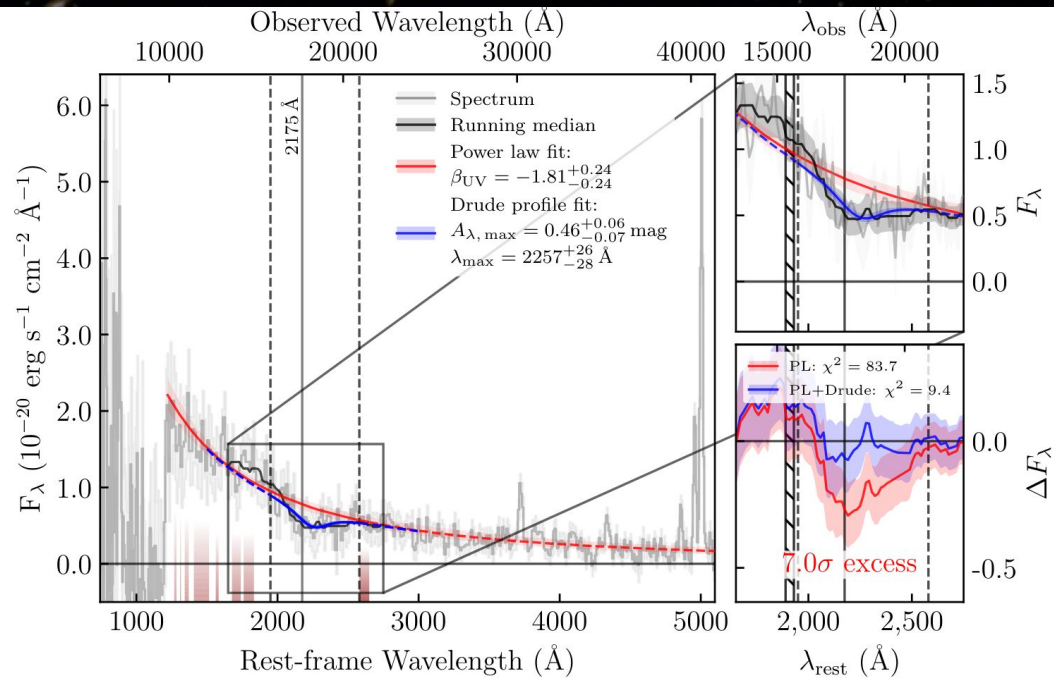 Observed Wavelength (Å)
10000 20000 30000 40000
λobs (Å)
15000 20000
6.0
5.0
4.0
3.0
2.0
1.0
0.0
Fλ (10⁻²⁰ erg s⁻¹ cm⁻² Å⁻¹)
2175 Å
Spectrum
Running median
Power law fit:
βUV = −1.81+0.24−0.24
Drude profile fit:
Aλ, max = 0.46+0.06−0.07 mag
λmax = 2257+26−28 Å
1000 2000 3000 4000 5000
Rest-frame Wavelength (Å)
1.5
1.0
0.5
0.0
Fλ
PL: χ² = 83.7
PL+Drude: χ² = 9.4
7.0σ excess
0.0
-0.5
ΔFλ
2,000 2,500
λrest (Å)